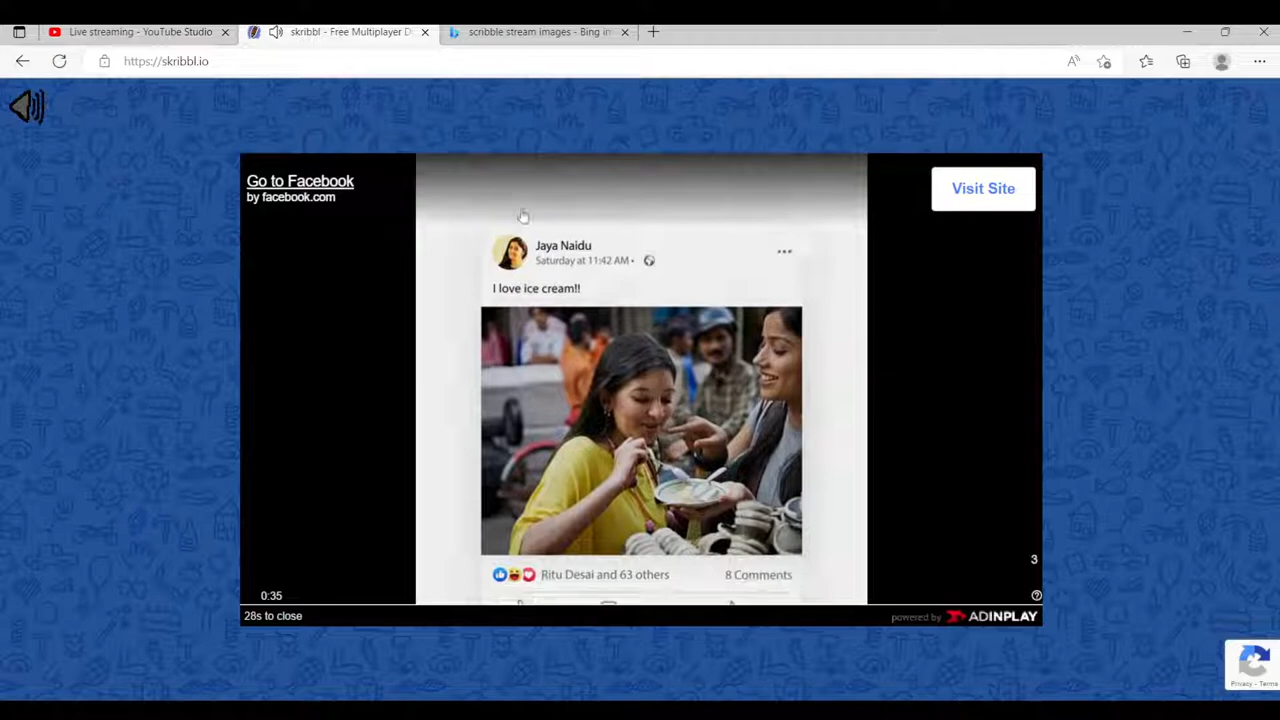 Live streaming - YouTube Studio
skribbl - Free Multiplayer D
scribble stream images - Bing im
https://skribbl.io
Go to Facebook
by facebook.com
Visit Site
Jaya Naidu
Saturday at 11:42 AM •
I love ice cream!!
Ritu Desai and 63 others
8 Comments
3
0:35
28s to close
powered by ADINPLAY
Privacy - Terms